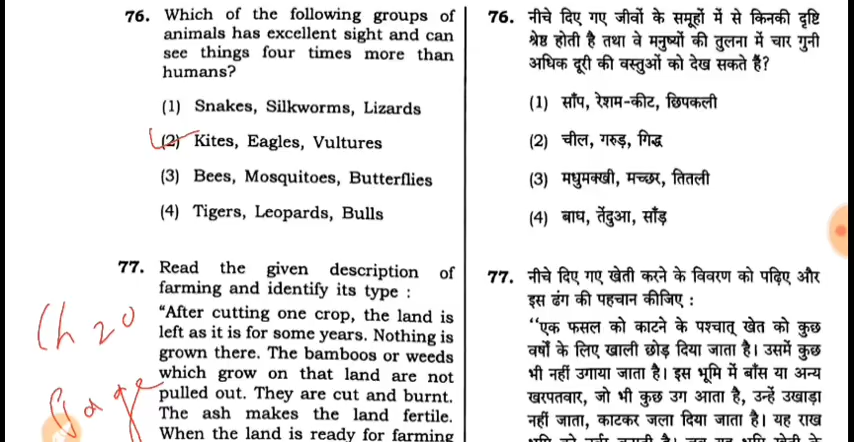 76. Which of the following groups of
animals has excellent sight and can
see things four times more than
humans?
(1) Snakes, Silkworms, Lizards
(2) Kites, Eagles, Vultures
(3) Bees, Mosquitoes, Butterflies
(4) Tigers, Leopards, Bulls
77. Read the given description of
farming and identify its type :
“After cutting one crop, the land is
left as it is for some years. Nothing is
grown there. The bamboos or weeds
which grow on that land are not
pulled out. They are cut and burnt.
The ash makes the land fertile.
When the land is ready for farming
Ch 20
Page
76. नीचे दिए गए जीवों के समूहों में से किनकी दृष्टि
श्रेष्ठ होती है तथा वे मनुष्यों की तुलना में चार गुनी
अधिक दूरी की वस्तुओं को देख सकते हैं?
(1) साँप, रेशम-कीट, छिपकली
(2) चील, गरुड़, गिद्ध
(3) मधुमक्खी, मच्छर, तितली
(4) बाघ, तेंदुआ, साँड़
77. नीचे दिए गए खेती करने के विवरण को पढ़िए और
इस ढंग की पहचान कीजिए :
“एक फसल को काटने के पश्चात् खेत को कुछ
वर्षों के लिए खाली छोड़ दिया जाता है। उसमें कुछ
भी नहीं उगाया जाता है। इस भूमि में बाँस या अन्य
खरपतवार, जो भी कुछ उग आता है, उन्हें उखाड़ा
नहीं जाता, काटकर जला दिया जाता है। यह राख